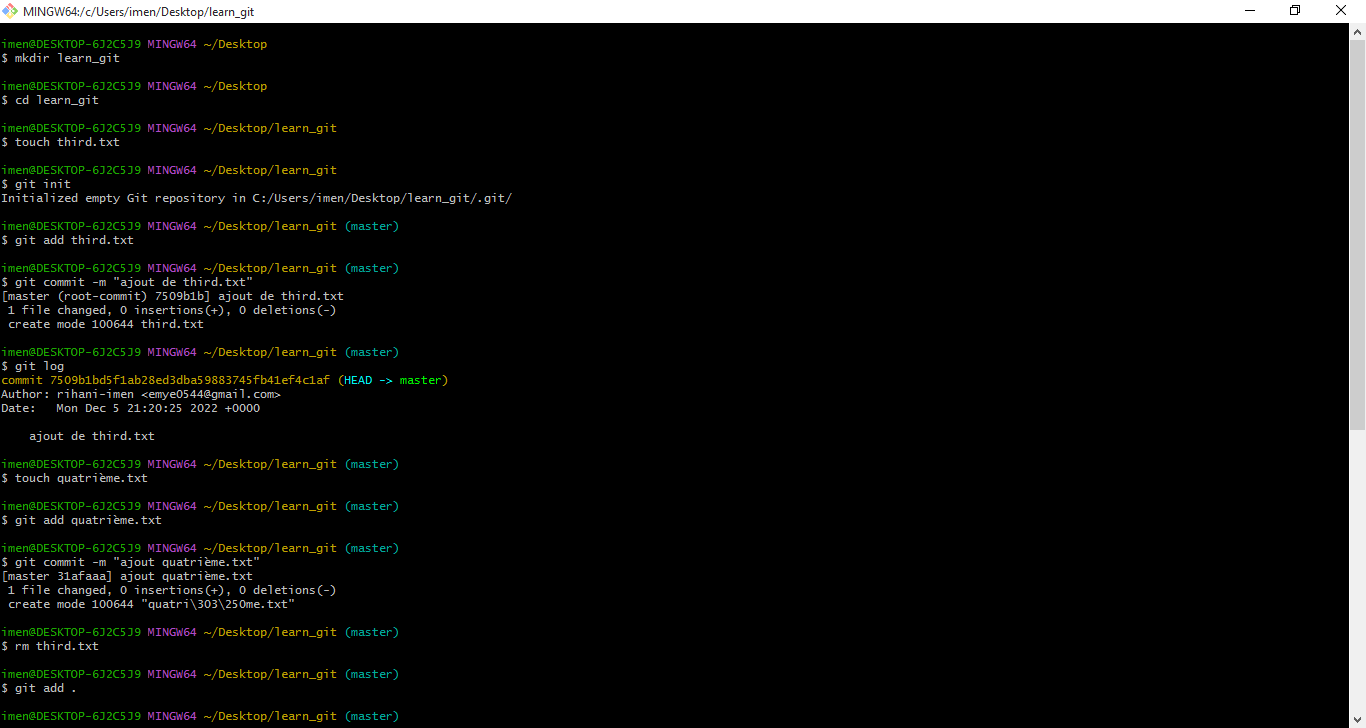 MINGW64:/c/Users/imen/Desktop/learn_git
imen@DESKTOP-6J2C5J9 MINGW64 ~/Desktop
$ mkdir learn_git
imen@DESKTOP-6J2C5J9 MINGW64 ~/Desktop
$ cd learn_git
imen@DESKTOP-6J2C5J9 MINGW64 ~/Desktop/learn_git
$ touch third.txt
imen@DESKTOP-6J2C5J9 MINGW64 ~/Desktop/learn_git
$ git init
Initialized empty Git repository in C:/Users/imen/Desktop/learn_git/.git/
imen@DESKTOP-6J2C5J9 MINGW64 ~/Desktop/learn_git (master)
$ git add third.txt
imen@DESKTOP-6J2C5J9 MINGW64 ~/Desktop/learn_git (master)
$ git commit -m "ajout de third.txt"
[master (root-commit) 7509b1b] ajout de third.txt
 1 file changed, 0 insertions(+), 0 deletions(-)
 create mode 100644 third.txt
imen@DESKTOP-6J2C5J9 MINGW64 ~/Desktop/learn_git (master)
$ git log
commit 7509b1bd5f1ab28ed3dba59883745fb41ef4c1af (HEAD -> master)
Author: rihani-imen <emye0544@gmail.com>
Date:   Mon Dec 5 21:20:25 2022 +0000
    ajout de third.txt
imen@DESKTOP-6J2C5J9 MINGW64 ~/Desktop/learn_git (master)
$ touch quatrième.txt
imen@DESKTOP-6J2C5J9 MINGW64 ~/Desktop/learn_git (master)
$ git add quatrième.txt
imen@DESKTOP-6J2C5J9 MINGW64 ~/Desktop/learn_git (master)
$ git commit -m "ajout quatrième.txt"
[master 31afaaa] ajout quatrième.txt
 1 file changed, 0 insertions(+), 0 deletions(-)
 create mode 100644 "quatri\303\250me.txt"
imen@DESKTOP-6J2C5J9 MINGW64 ~/Desktop/learn_git (master)
$ rm third.txt
imen@DESKTOP-6J2C5J9 MINGW64 ~/Desktop/learn_git (master)
$ git add .
imen@DESKTOP-6J2C5J9 MINGW64 ~/Desktop/learn_git (master)